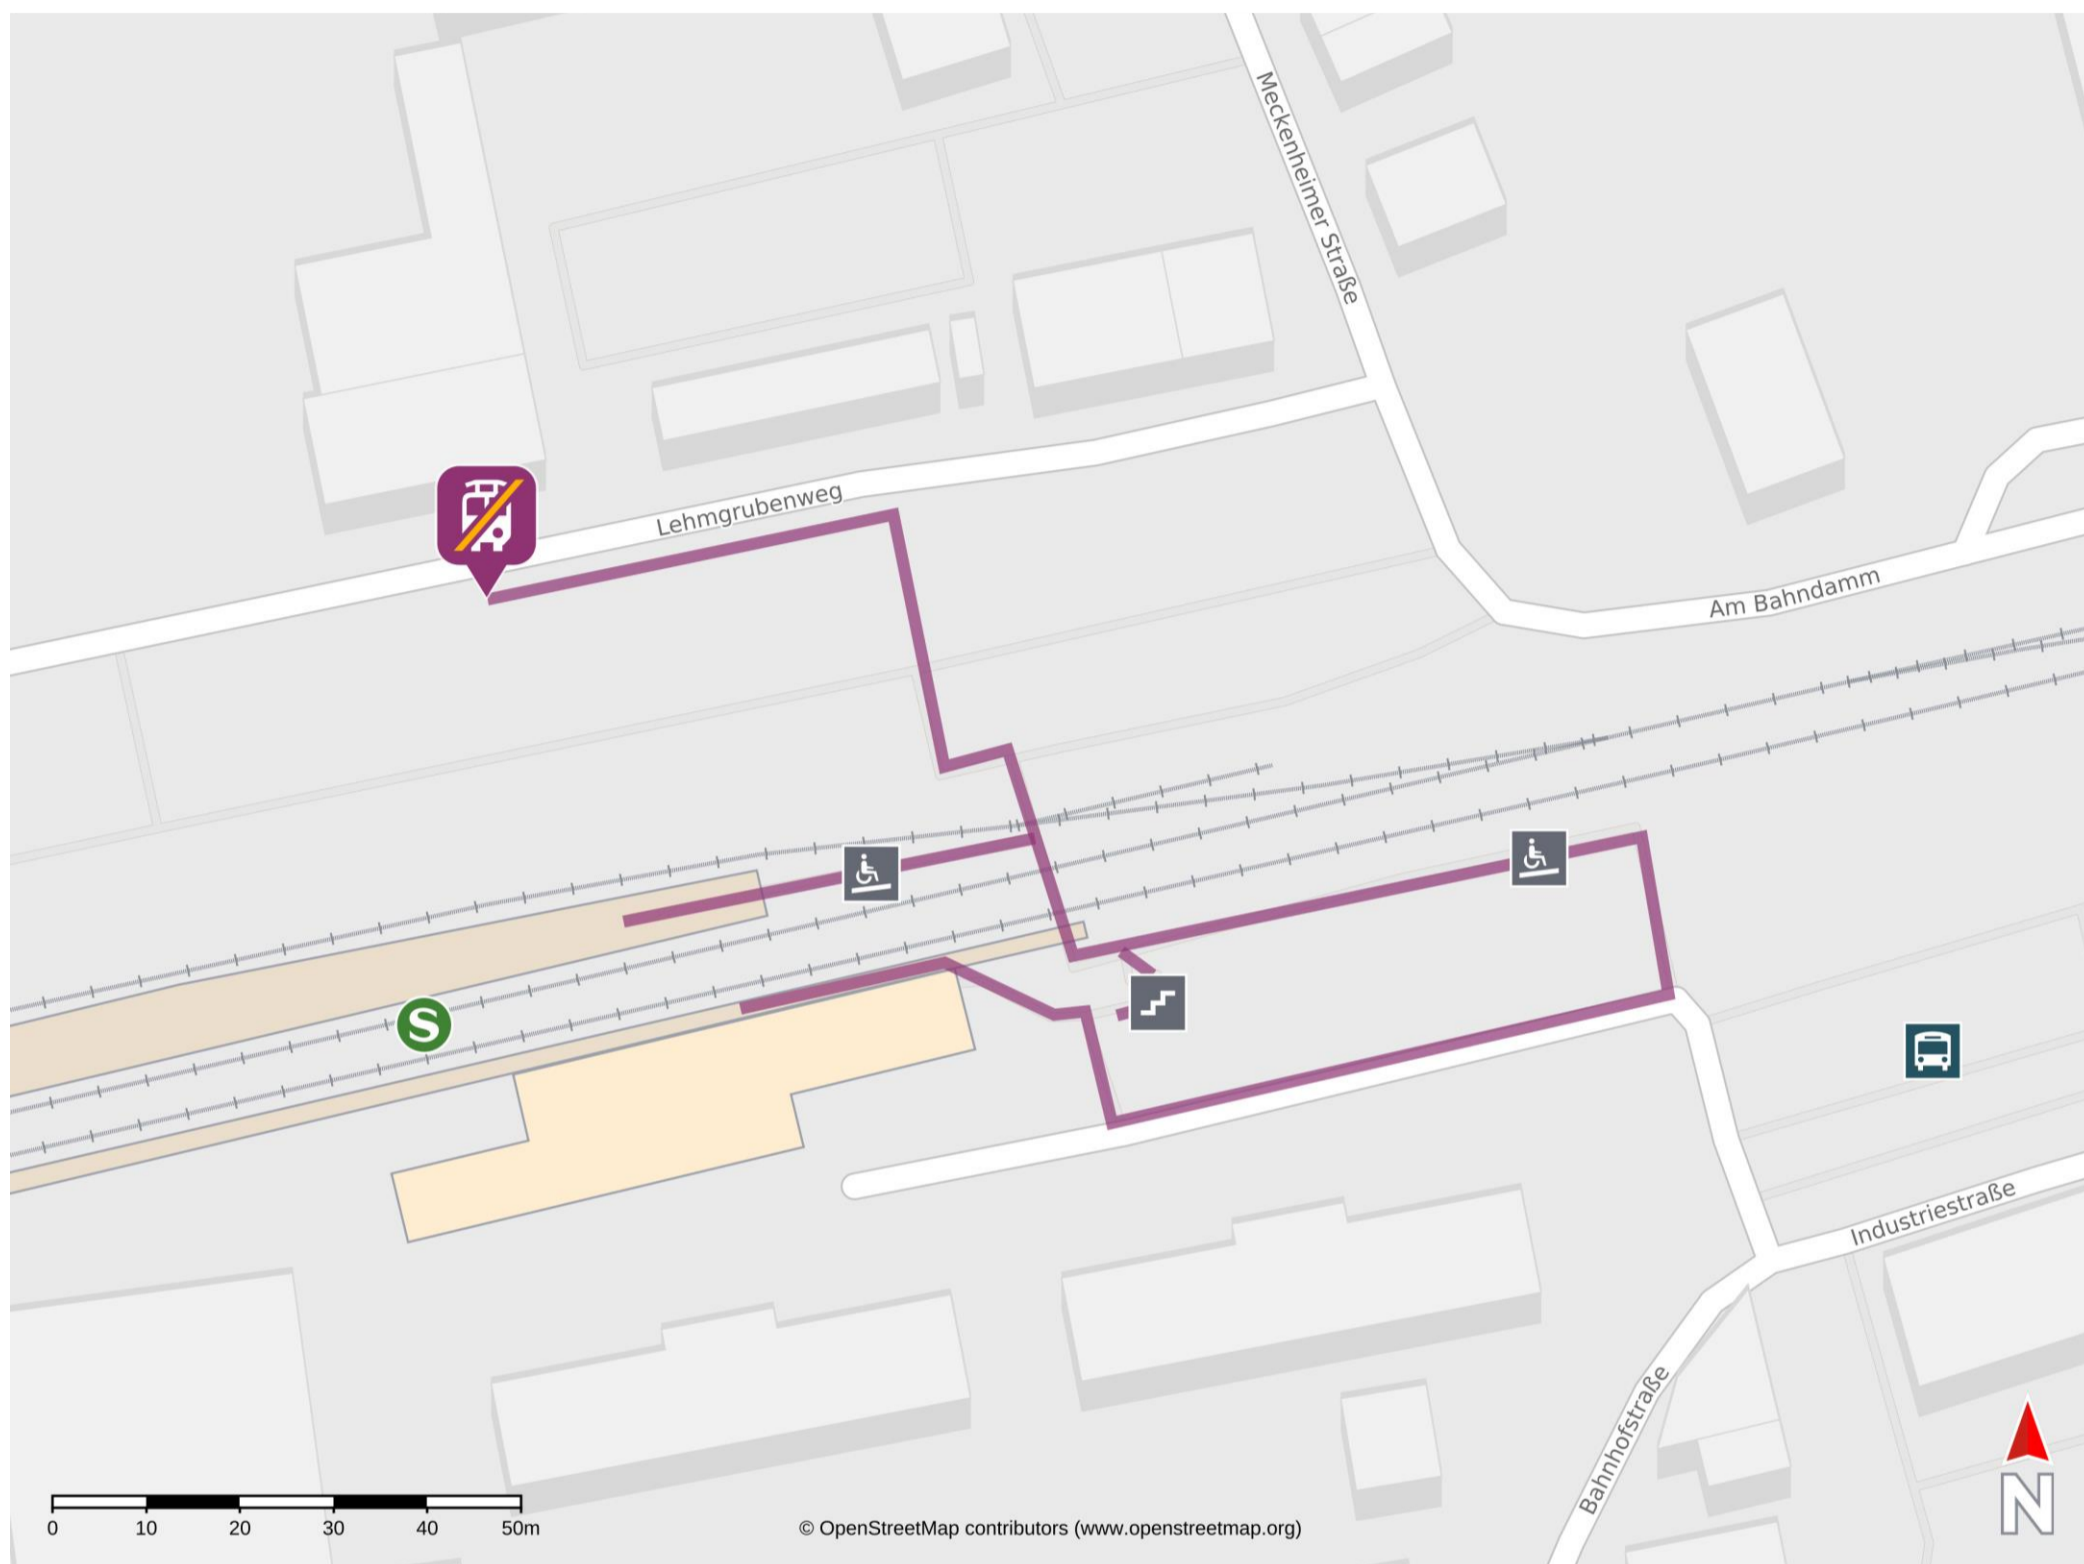 Meckenheimer Straße
Lehmgrubenweg
Am Bahndamm
S
Industriestraße
Bahnhofstraße
0 10 20 30 40 50m
© OpenStreetMap contributors (www.openstreetmap.org)
N